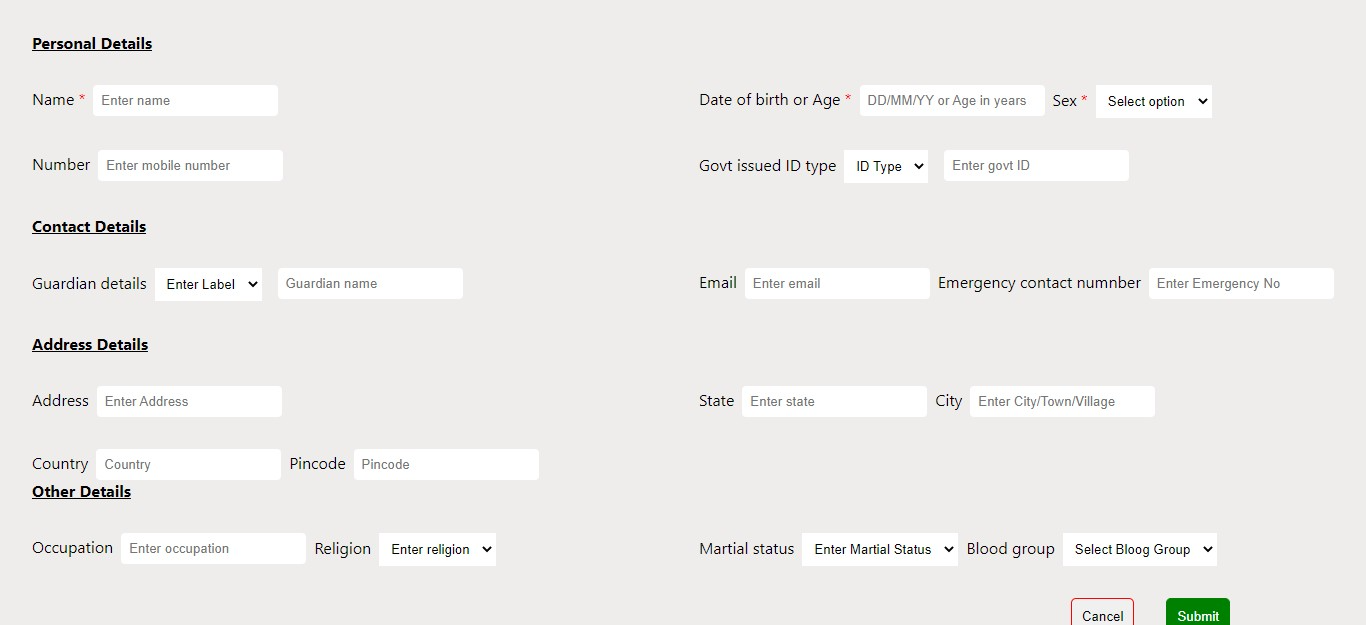 Personal Details
Name * Enter name Date of birth or Age * DD/MM/YY or Age in years Sex * Select option
Number Enter mobile number Govt issued ID type ID Type Enter govt ID
Contact Details
Guardian details Enter Label Guardian name Email Enter email Emergency contact numnber Enter Emergency No
Address Details
Address Enter Address State Enter state City Enter City/Town/Village
Country Country Pincode Pincode
Other Details
Occupation Enter occupation Religion Enter religion Martial status Enter Martial Status Blood group Select Bloog Group
Cancel Submit